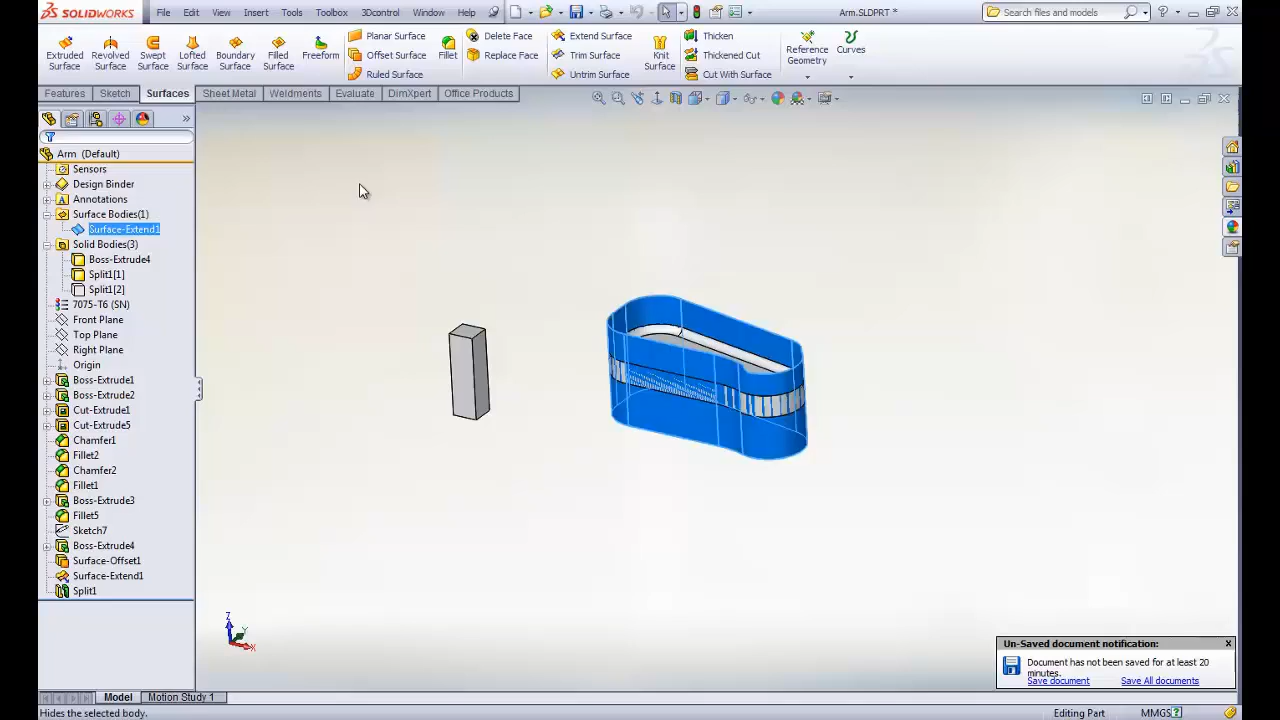 SOLIDWORKS File Edit View Insert Tools Toolbox 3Dcontrol Window Help Arm.SLDPRT * Search files and models
Extruded Surface
Revolved Surface
Swept Surface
Lofted Surface
Boundary Surface
Filled Surface
Freeform
Planar Surface
Offset Surface
Ruled Surface
Fillet
Delete Face
Replace Face
Extend Surface
Trim Surface
Untrim Surface
Knit Surface
Thicken
Thickened Cut
Cut With Surface
Reference Geometry
Curves
Features Sketch Surfaces Sheet Metal Weldments Evaluate DimXpert Office Products
Arm (Default)
Sensors
Design Binder
Annotations
Surface Bodies(1)
Surface-Extend1
Solid Bodies(3)
Boss-Extrude4
Split1[1]
Split1[2]
7075-T6 (SN)
Front Plane
Top Plane
Right Plane
Origin
Boss-Extrude1
Boss-Extrude2
Cut-Extrude1
Cut-Extrude5
Chamfer1
Fillet2
Chamfer2
Fillet1
Boss-Extrude3
Fillet5
Sketch7
Boss-Extrude4
Surface-Offset1
Surface-Extend1
Split1
Z
Y
X
Un-Saved document notification: x
Document has not been saved for at least 20
minutes.
Save document Save All documents
Model Motion Study 1
Hides the selected body. Editing Part MMGS